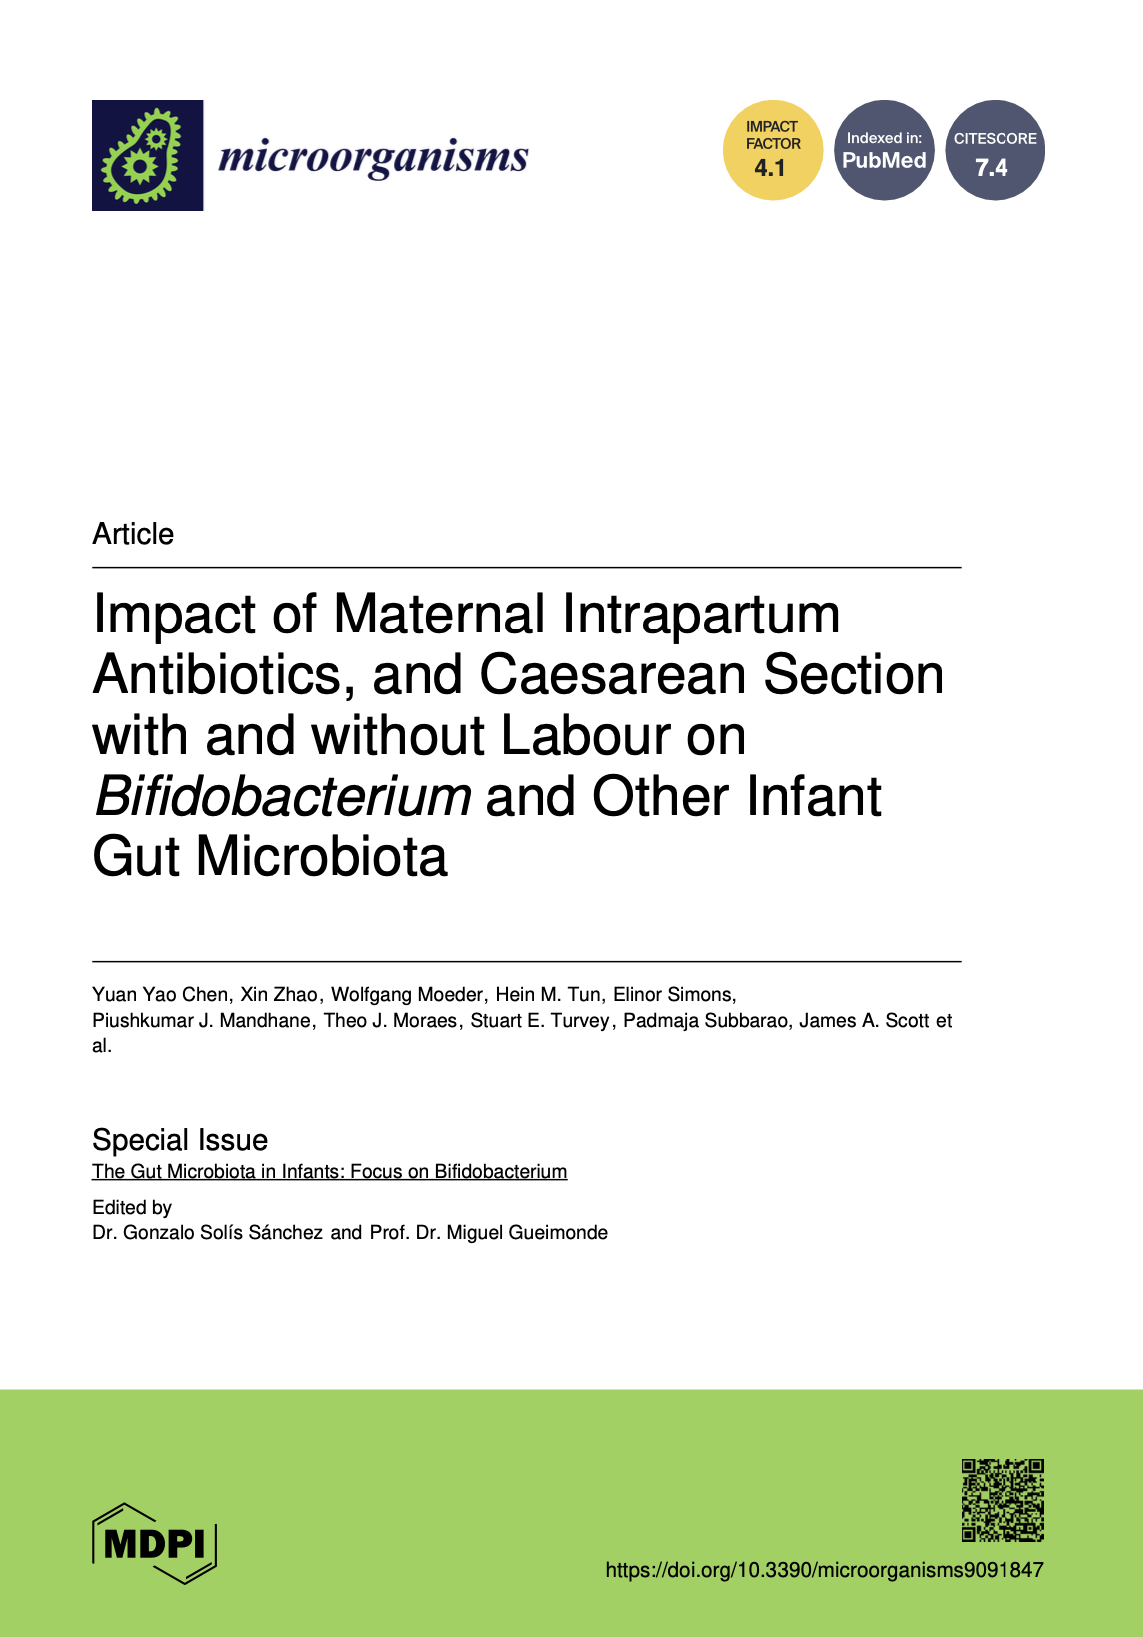 microorganisms
IMPACT
FACTOR
4.1
Indexed in:
PubMed
CITESCORE
7.4
Article
Impact of Maternal Intrapartum
Antibiotics, and Caesarean Section
with and without Labour on
Bifidobacterium and Other Infant
Gut Microbiota
Yuan Yao Chen, Xin Zhao, Wolfgang Moeder, Hein M. Tun, Elinor Simons,
Piushkumar J. Mandhane, Theo J. Moraes, Stuart E. Turvey, Padmaja Subbarao, James A. Scott et
al.
Special Issue
The Gut Microbiota in Infants: Focus on Bifidobacterium
Edited by
Dr. Gonzalo Solís Sánchez and Prof. Dr. Miguel Gueimonde
MDPI
https://doi.org/10.3390/microorganisms9091847